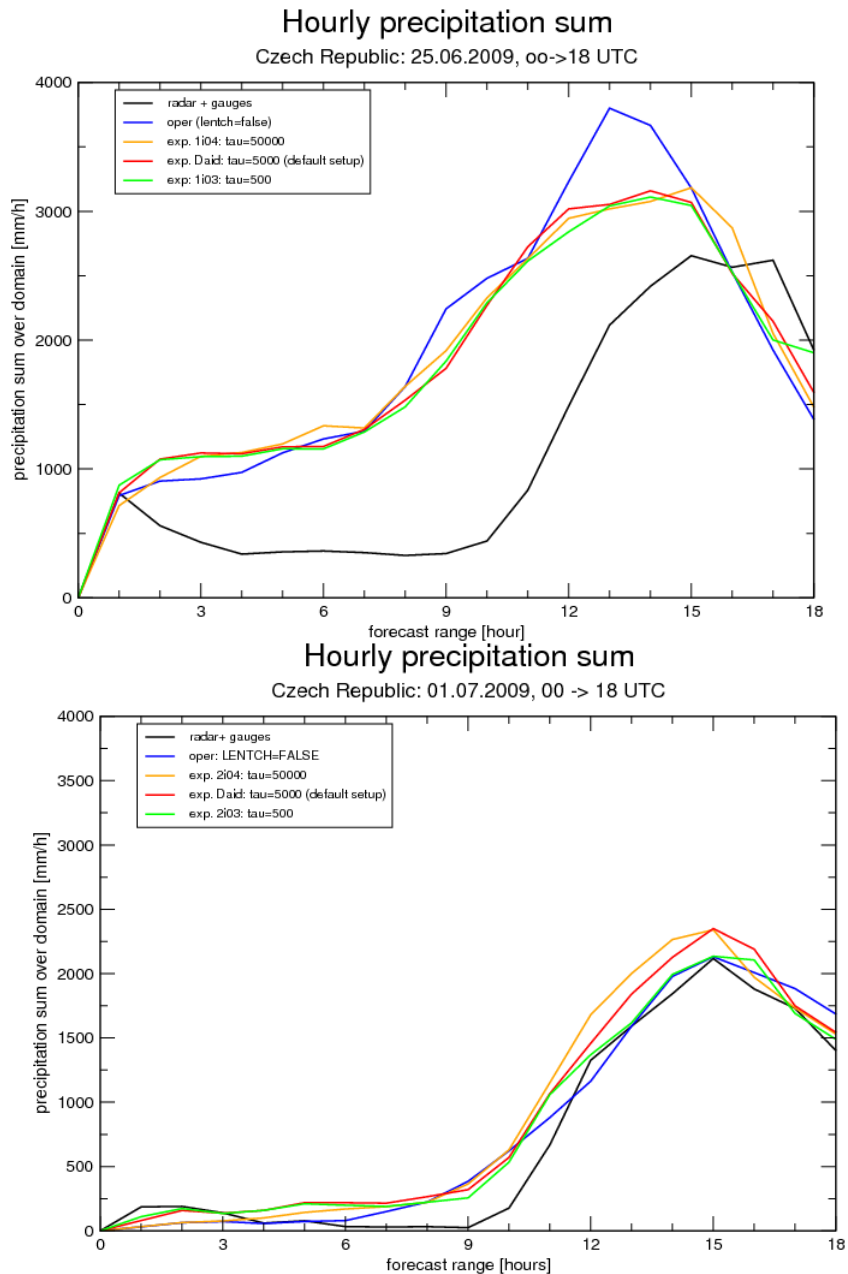 Hourly precipitation sum
Czech Republic: 25.06.2009, oo->18 UTC
4000
3000
2000
1000
0
precipitation sum over domain [mm/h]
radar + gauges
oper (lentch=false)
exp. 1i04: tau=50000
exp. Daid: tau=5000 (default setup)
exp: 1i03: tau=500
0 3 6 9 12 15 18
forecast range [hour]
Hourly precipitation sum
Czech Republic: 01.07.2009, 00 -> 18 UTC
4000
3500
3000
2500
2000
1500
1000
500
0
precipitation sum over domain [mm/h]
radar+ gauges
oper: LENTCH=FALSE
exp. 2i04: tau=50000
exp. Daid: tau=5000 (default setup)
exp. 2i03: tau=500
0 3 6 9 12 15 18
forecast range [hours]